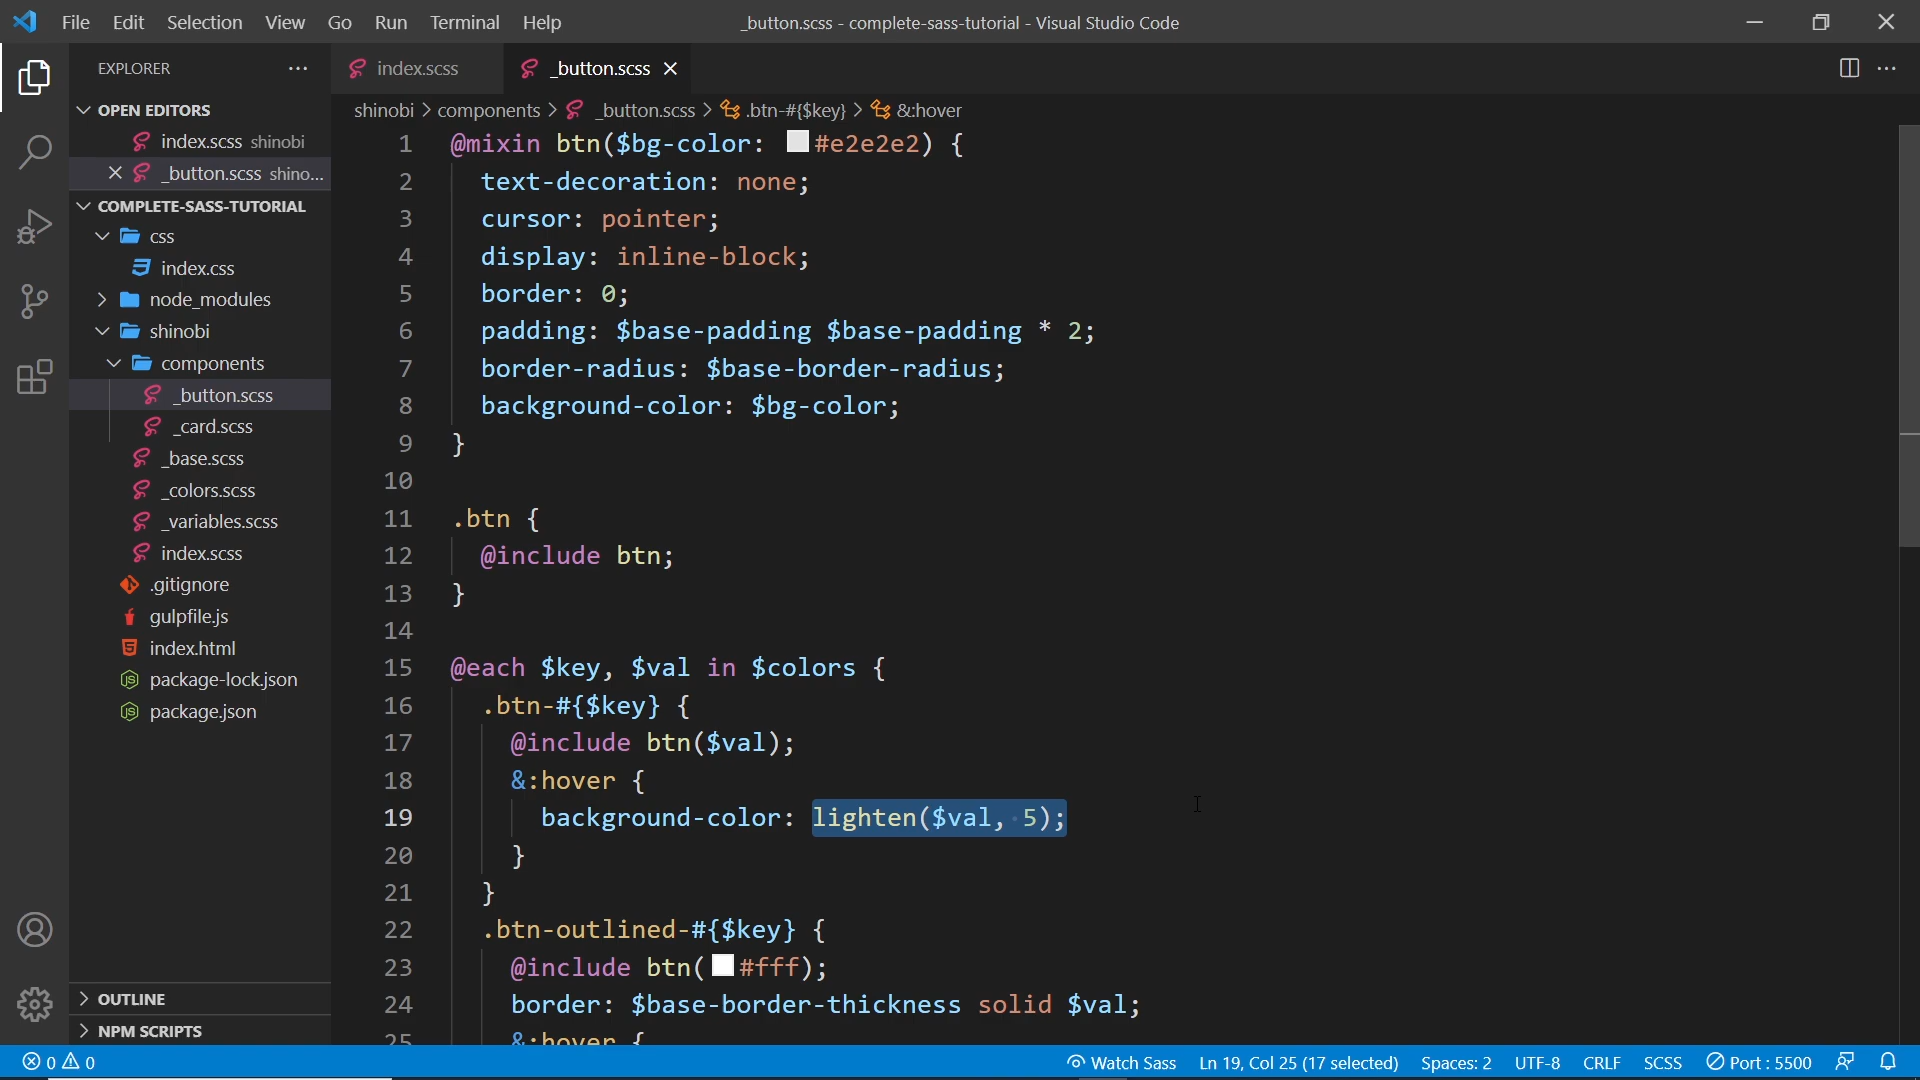 File Edit Selection View Go Run Terminal Help
_button.scss - complete-sass-tutorial - Visual Studio Code
EXPLORER
OPEN EDITORS
index.scss shinobi
_button.scss shino...
COMPLETE-SASS-TUTORIAL
css
index.css
node_modules
shinobi
components
_button.scss
_card.scss
_base.scss
_colors.scss
_variables.scss
index.scss
.gitignore
gulpfile.js
index.html
package-lock.json
package.json
OUTLINE
NPM SCRIPTS
index.scss
_button.scss
shinobi > components > _button.scss > .btn-#{$key} > &:hover
1 @mixin btn($bg-color: #e2e2e2) {
2 text-decoration: none;
3 cursor: pointer;
4 display: inline-block;
5 border: 0;
6 padding: $base-padding $base-padding * 2;
7 border-radius: $base-border-radius;
8 background-color: $bg-color;
9 }
10
11 .btn {
12 @include btn;
13 }
14
15 @each $key, $val in $colors {
16 .btn-#{$key} {
17 @include btn($val);
18 &:hover {
19 background-color: lighten($val, 5);
20 }
21 }
22 .btn-outlined-#{$key} {
23 @include btn(#fff);
24 border: $base-border-thickness solid $val;
25 &:hover {
0 0
Watch Sass Ln 19, Col 25 (17 selected) Spaces: 2 UTF-8 CRLF SCSS Port : 5500